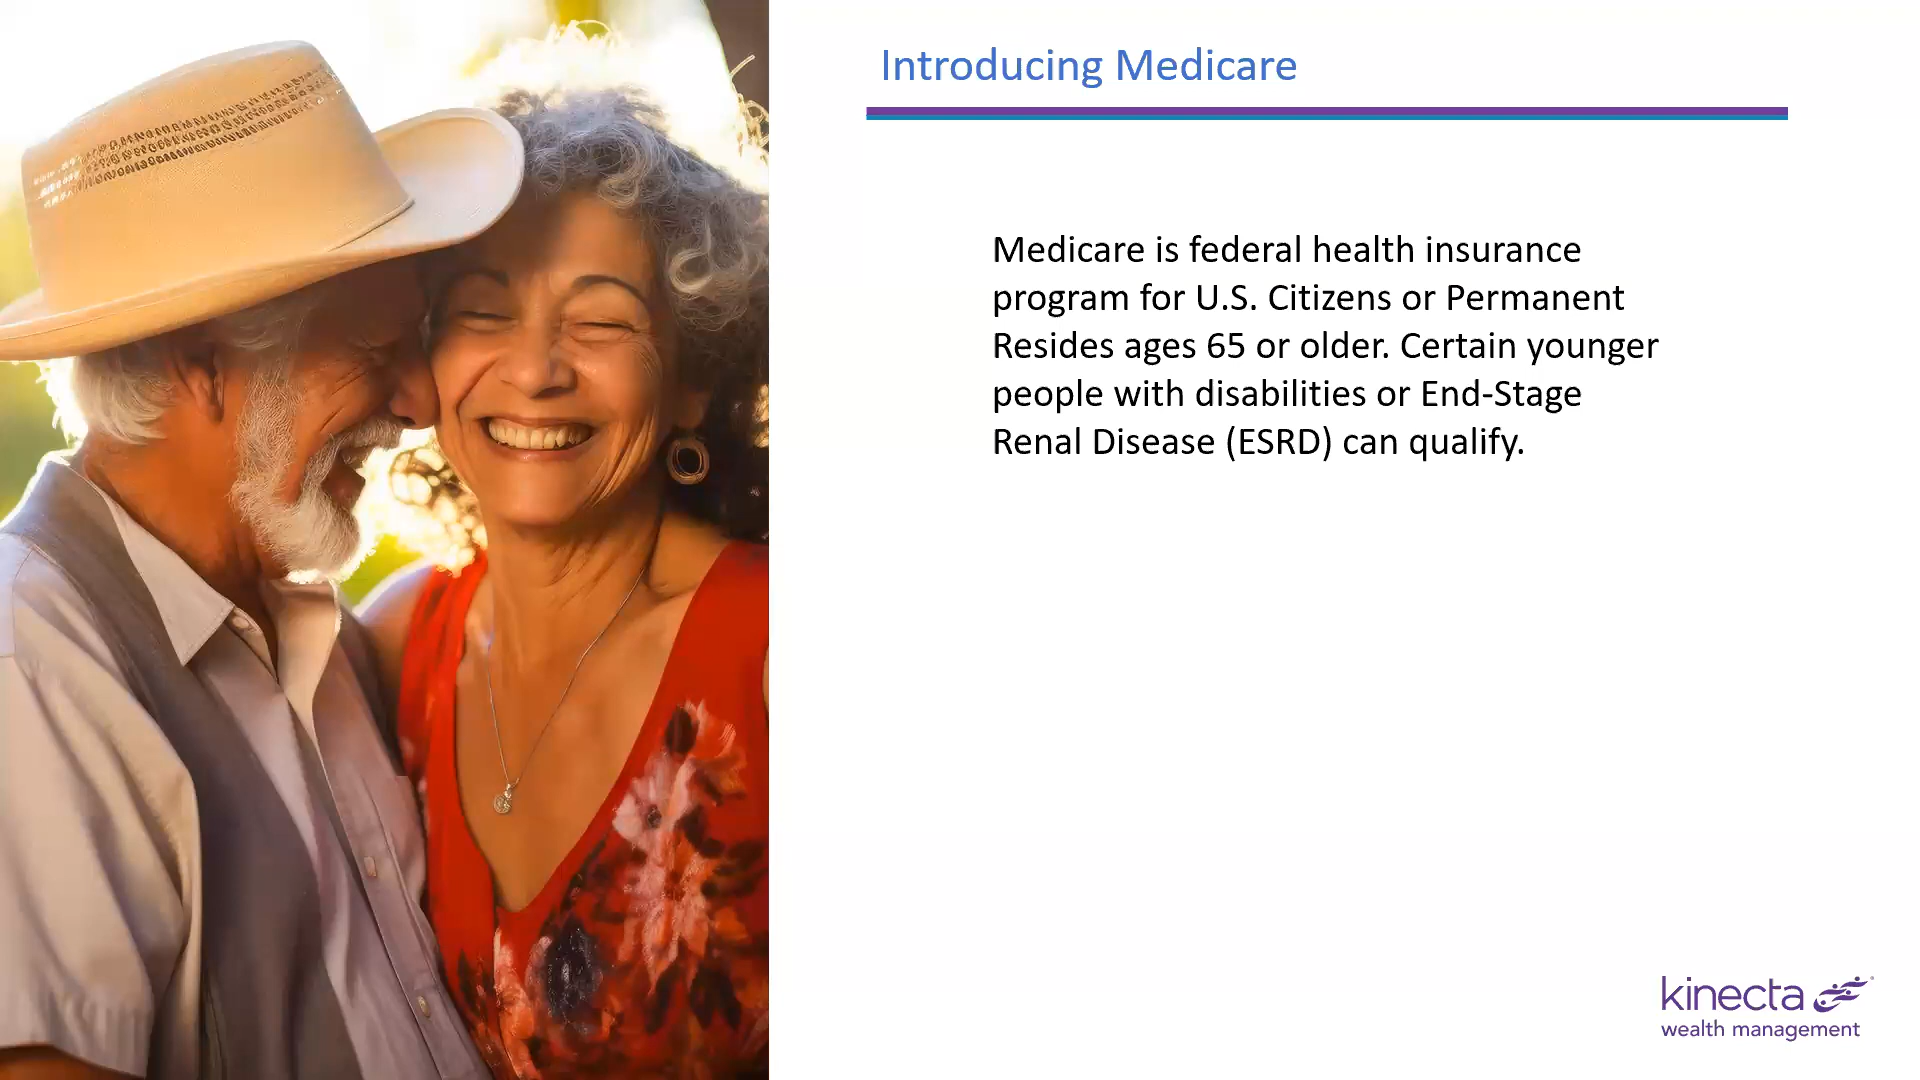 Introducing Medicare
Medicare is federal health insurance
program for U.S. Citizens or Permanent
Resides ages 65 or older. Certain younger
people with disabilities or End-Stage
Renal Disease (ESRD) can qualify.
kinecta
wealth management